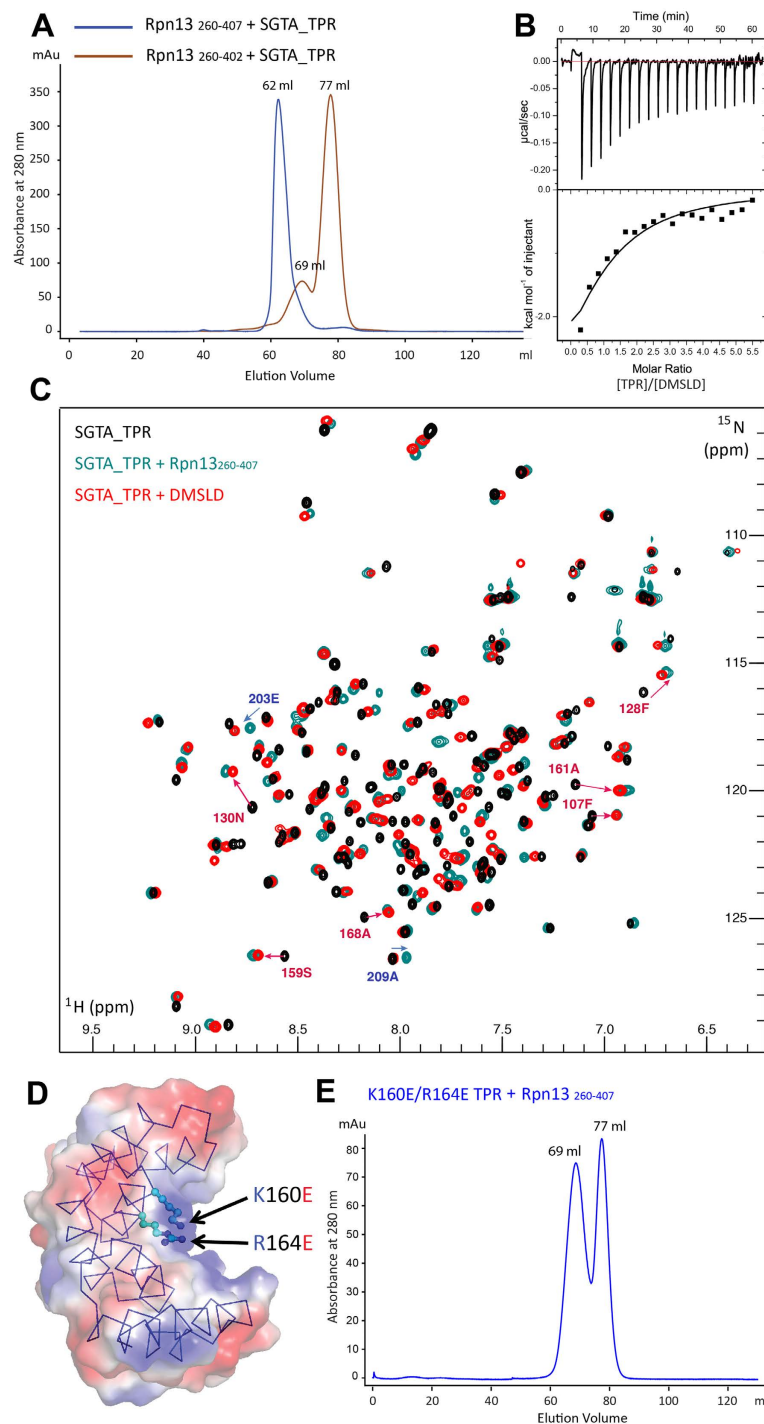 A
Rpn13 260-407 + SGTA_TPR
Rpn13 260-402 + SGTA_TPR
mAu
62 ml
77 ml
69 ml
350
300
250
200
150
100
50
0
Absorbance at 280 nm
0
20
40
60
80
100
120
ml
Elution Volume
B
Time (min)
0 10 20 30 40 50 60
0.00
-0.05
-0.10
-0.15
-0.20
µcal/sec
0.0
-2.0
kcal mol-1 of injectant
0.0 0.5 1.0 1.5 2.0 2.5 3.0 3.5 4.0 4.5 5.0 5.5
Molar Ratio
[TPR]/[DMSLD]
C
SGTA_TPR
SGTA_TPR + Rpn13260-407
SGTA_TPR + DMSLD
15N
(ppm)
110
115
120
125
203E
128F
130N
161A
107F
168A
159S
209A
1H (ppm)
9.5 9.0 8.5 8.0 7.5 7.0 6.5
D
K160E
R164E
E
K160E/R164E TPR + Rpn13 260-407
mAu
77 ml
69 ml
80
70
60
50
40
30
20
10
0
Absorbance at 280 nm
0 20 40 60 80 100 120
Elution Volume